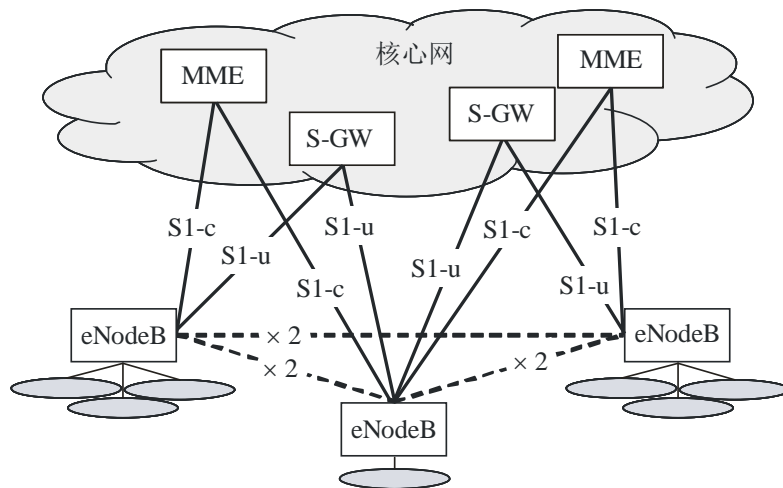 核心网
MME
MME
S-GW
S-GW
S1-c
S1-u
S1-u
S1-c
S1-u
S1-c
S1-c
S1-u
eNodeB
× 2
× 2
× 2
eNodeB
eNodeB